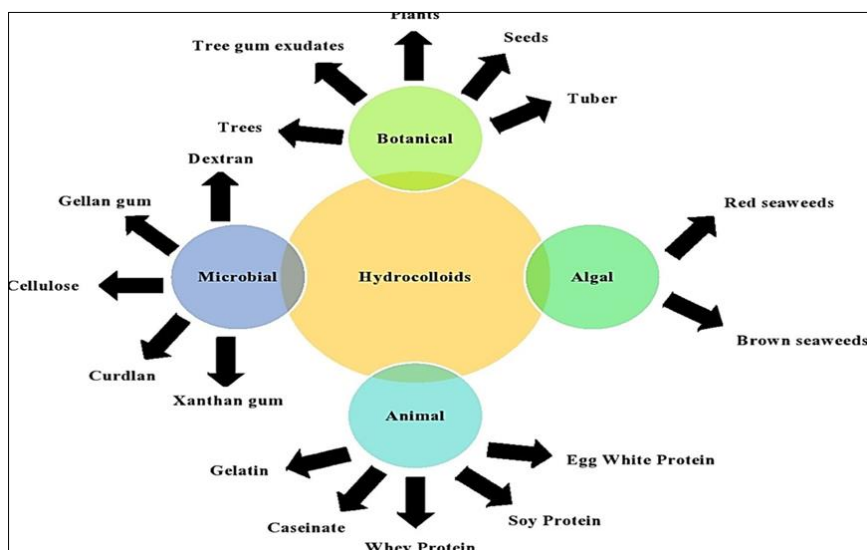 Plants
Tree gum exudates
Seeds
Tuber
Trees
Botanical
Dextran
Gellan gum
Red seaweeds
Cellulose
Microbial
Hydrocolloids
Algal
Curdlan
Brown seaweeds
Xanthan gum
Animal
Gelatin
Egg White Protein
Caseinate
Soy Protein
Whey Protein